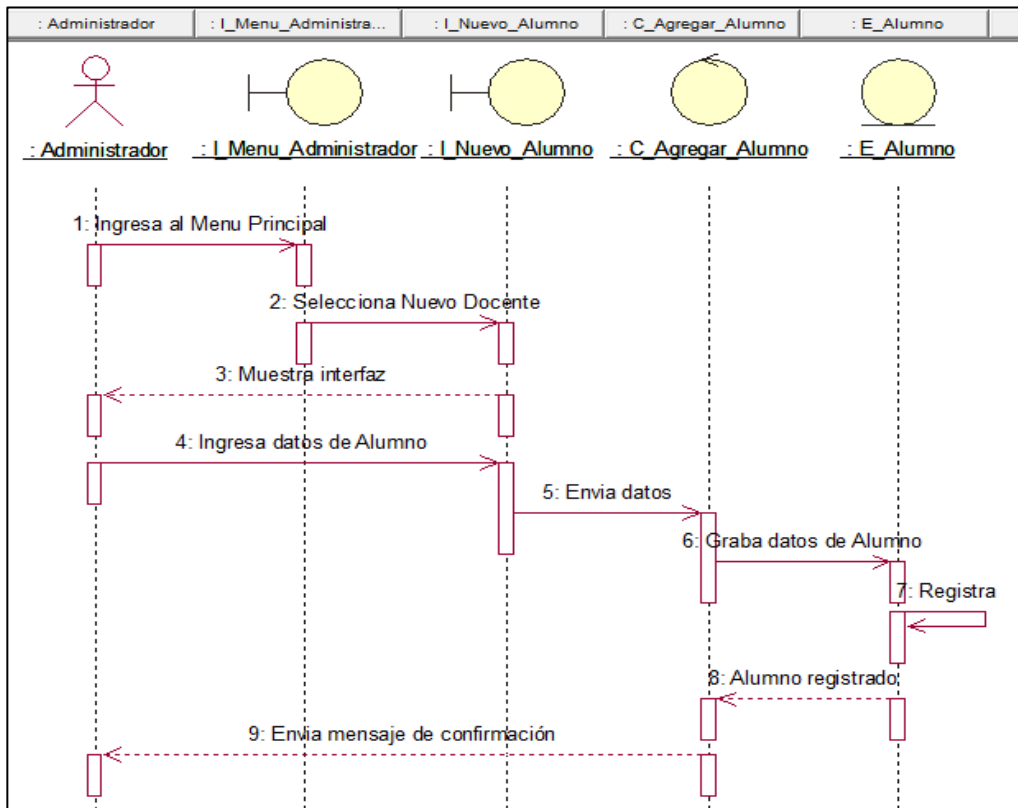 : Administrador
: I_Menu_Administra...
: I_Nuevo_Alumno
: C_Agregar_Alumno
: E_Alumno
: Administrador
: I_Menu_Administrador
: I_Nuevo_Alumno
: C_Agregar_Alumno
: E_Alumno
1: Ingresa al Menu Principal
2: Selecciona Nuevo Docente
3: Muestra interfaz
4: Ingresa datos de Alumno
5: Envia datos
6: Graba datos de Alumno
7: Registra
8: Alumno registrado
9: Envia mensaje de confirmación